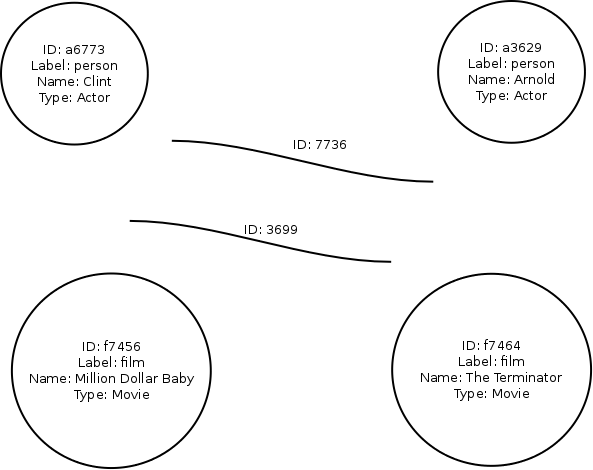 ID: a6773
Label: person
Name: Clint
Type: Actor
ID: a3629
Label: person
Name: Arnold
Type: Actor
ID: 7736
ID: 3699
ID: f7456
Label: film
Name: Million Dollar Baby
Type: Movie
ID: f7464
Label: film
Name: The Terminator
Type: Movie